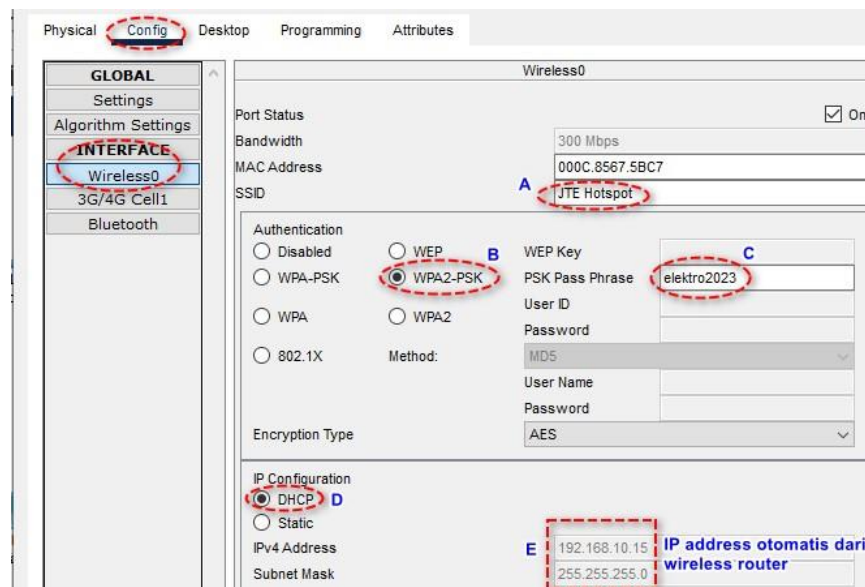 Physical Config Desktop Programming Attributes
GLOBAL
Settings
Algorithm Settings
INTERFACE
Wireless0
3G/4G Cell1
Bluetooth
Wireless0
Port Status On
Bandwidth 300 Mbps
MAC Address 000C.8567.5BC7
SSID A JTE Hotspot
Authentication
Disabled WEP B WEP Key C
WPA-PSK WPA2-PSK PSK Pass Phrase elektro2023
WPA WPA2 User ID
Password
802.1X Method: MD5
User Name
Password
Encryption Type AES
IP Configuration
DHCP D
Static
IPv4 Address E 192.168.10.15 IP address otomatis dari
Subnet Mask 255.255.255.0 wireless router